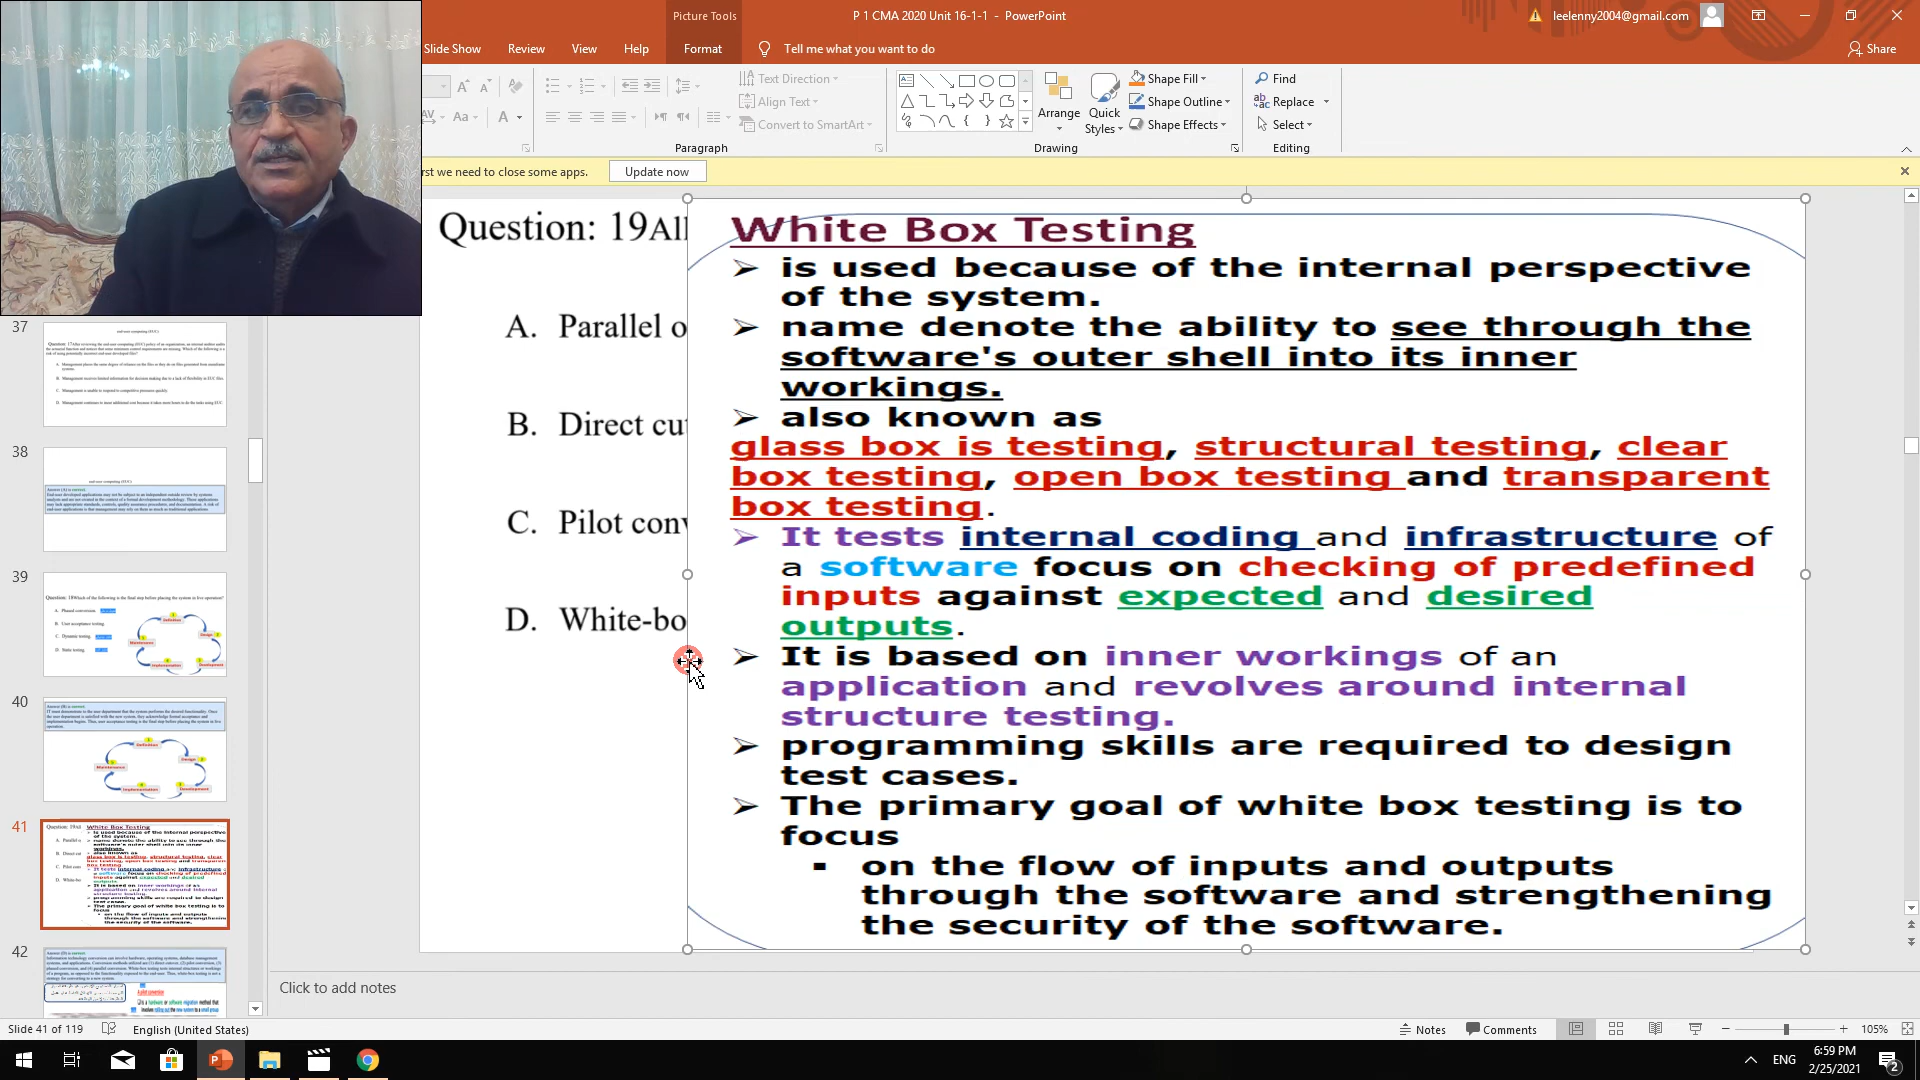 Picture Tools
P 1 CMA 2020 Unit 16-1-1 - PowerPoint
leelenny2004@gmail.com
Slide Show
Review
View
Help
Format
Tell me what you want to do
Share
Text Direction
Align Text
Convert to SmartArt
Arrange
Quick
Styles
Shape Fill
Shape Outline
Shape Effects
Find
Replace
Select
Paragraph
Drawing
Editing
rst we need to close some apps.
Update now
Question: 19All
A. Parallel o
B. Direct cu
C. Pilot conv
D. White-bo
White Box Testing
is used because of the internal perspective
of the system.
name denote the ability to see through the
software's outer shell into its inner
workings.
also known as
glass box is testing, structural testing, clear
box testing, open box testing and transparent
box testing.
It tests internal coding and infrastructure of
a software focus on checking of predefined
inputs against expected and desired
outputs.
It is based on inner workings of an
application and revolves around internal
structure testing.
programming skills are required to design
test cases.
The primary goal of white box testing is to
focus
on the flow of inputs and outputs
through the software and strengthening
the security of the software.
37
38
39
40
41
42
Click to add notes
Slide 41 of 119
English (United States)
Notes
Comments
105%
ENG
6:59 PM
2/25/2021
2